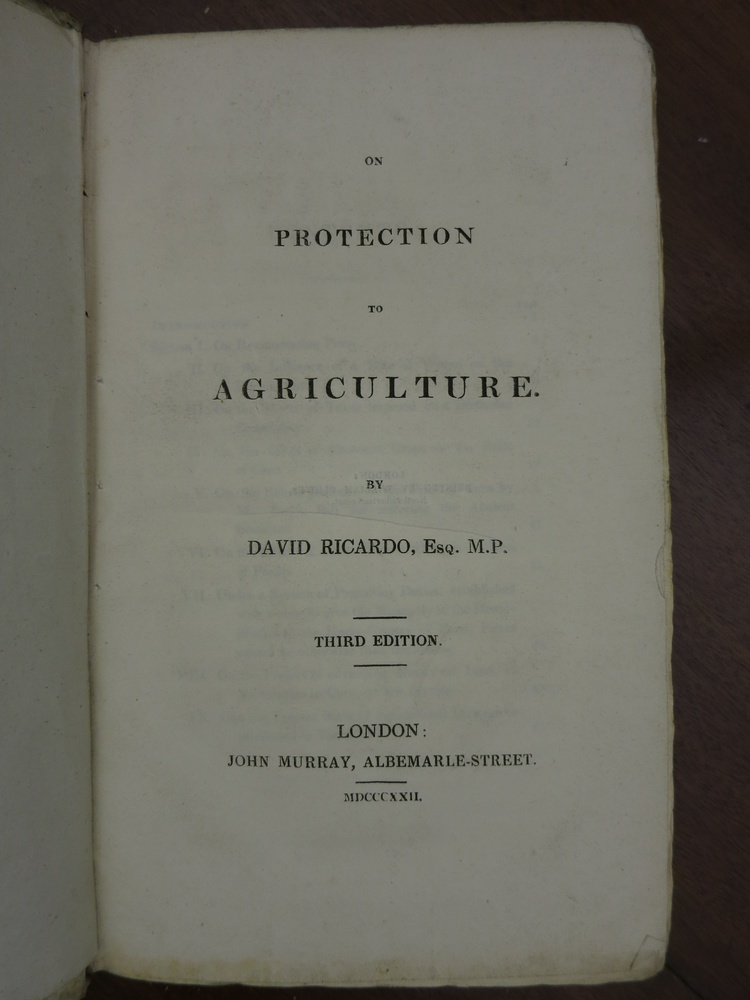 ON
PROTECTION
TO
AGRICULTURE.
BY
DAVID RICARDO, Esq. M.P.
THIRD EDITION.
LONDON:
JOHN MURRAY, ALBEMARLE-STREET.
MDCCCXXII.